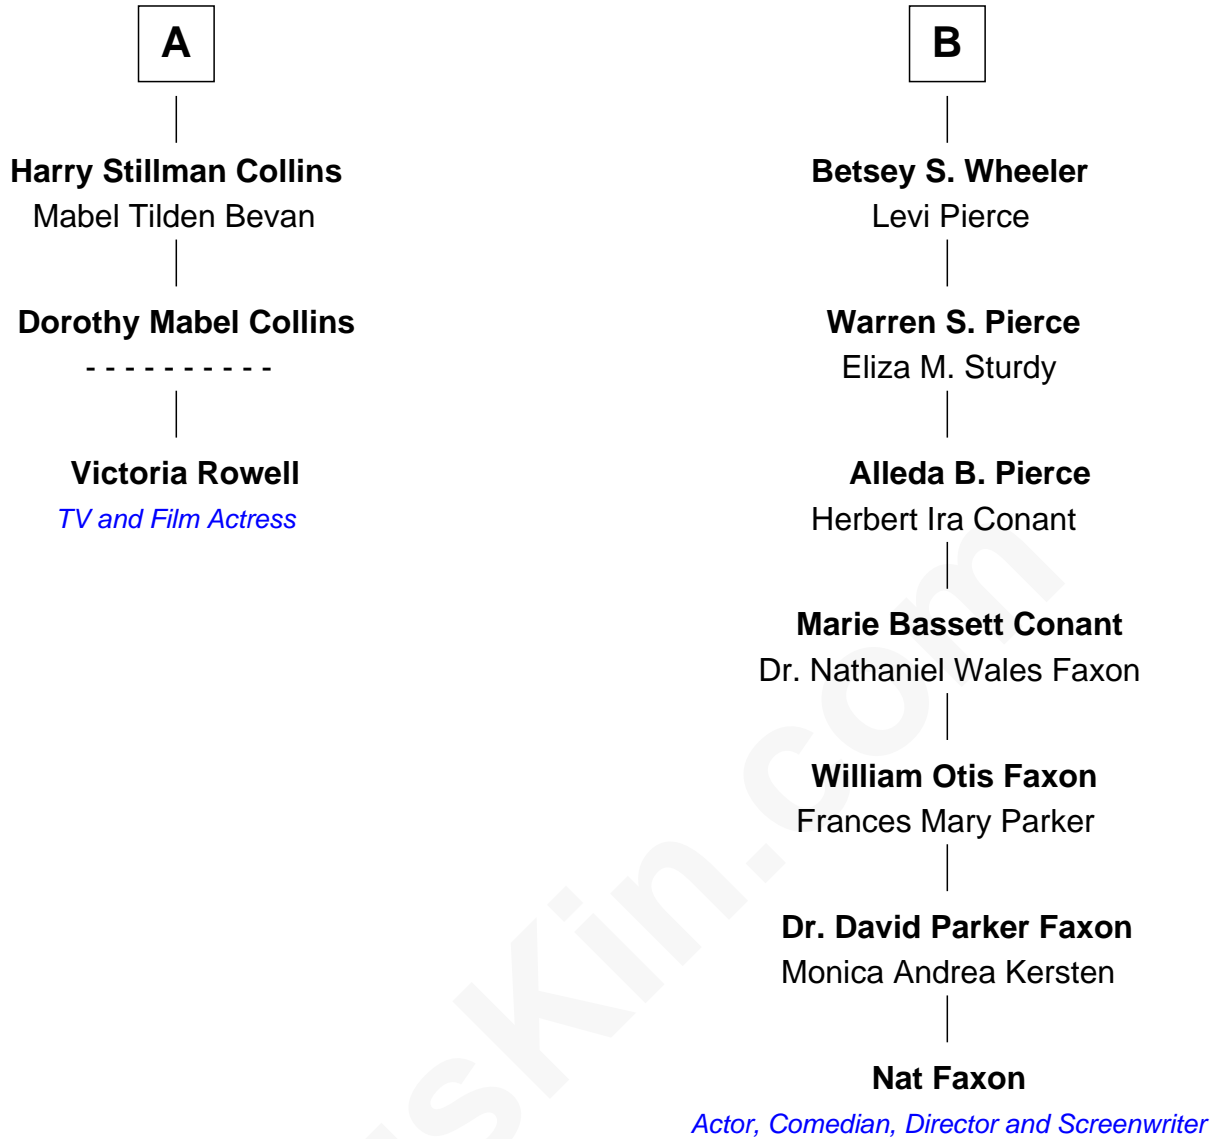 A
Harry Stillman Collins
Mabel Tilden Bevan
Dorothy Mabel Collins
- - - - - - - - - -
Victoria Rowell
TV and Film Actress
B
Betsey S. Wheeler
Levi Pierce
Warren S. Pierce
Eliza M. Sturdy
Alleda B. Pierce
Herbert Ira Conant
Marie Bassett Conant
Dr. Nathaniel Wales Faxon
William Otis Faxon
Frances Mary Parker
Dr. David Parker Faxon
Monica Andrea Kersten
Nat Faxon
Actor, Comedian, Director and Screenwriter
usKin.com